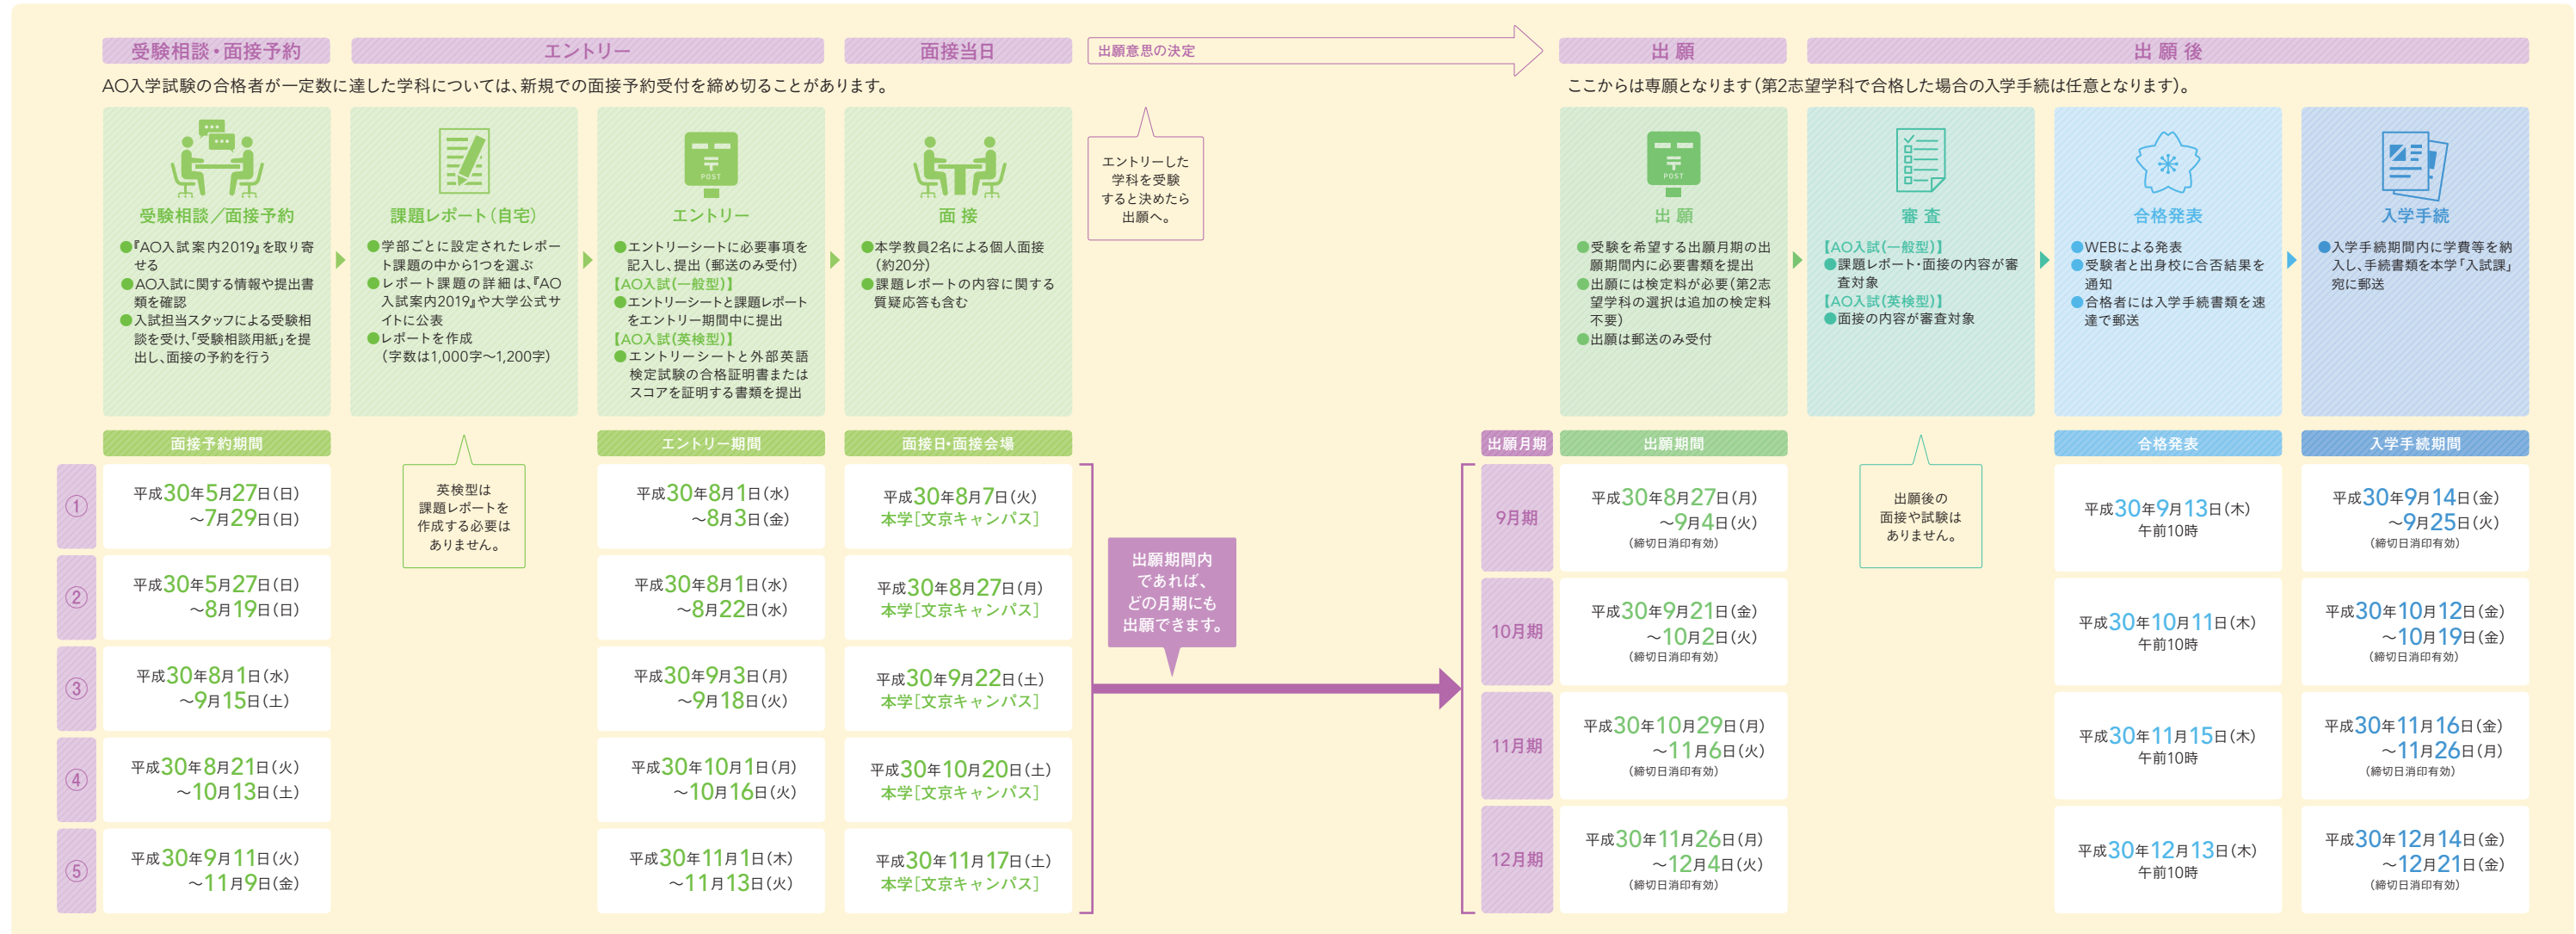 受験相談・面接予約
エントリー
面接当日
出願意思の決定
出 願
出 願 後
AO入学試験の合格者が一定数に達した学科については、新規での面接予約受付を締め切ることがあります。
ここからは専願となります(第2志望学科で合格した場合の入学手続は任意となります)。
受験相談／面接予約
●『AO入試案内2019』を取り寄
せる
●AO入試に関する情報や提出書
類を確認
●入試担当スタッフによる受験相
談を受け、「受験相談用紙」を提
出し、面接の予約を行う
課題レポート(自宅)
●学部ごとに設定されたレポー
ト課題の中から1つを選ぶ
●レポート課題の詳細は、『AO
入試案内2019』や大学公式サ
イトに公表
●レポートを作成
(字数は1,000字〜1,200字)
POST
エントリー
●エントリーシートに必要事項を
記入し、提出(郵送のみ受付)
【AO入試(一般型)】
●エントリーシートと課題レポート
をエントリー期間中に提出
【AO入試(英検型)】
●エントリーシートと外部英語
検定試験の合格証明書または
スコアを証明する書類を提出
面 接
●本学教員2名による個人面接
(約20分)
●課題レポートの内容に関する
質疑応答も含む
エントリーした
学科を受験
すると決めたら
出願へ。
POST
出 願
●受験を希望する出願月期の出
願期間内に必要書類を提出
●出願には検定料が必要(第2志
望学科の選択は追加の検定料
不要)
●出願は郵送のみ受付
審 査
【AO入試(一般型)】
●課題レポート・面接の内容が審
査対象
【AO入試(英検型)】
●面接の内容が審査対象
合格発表
●WEBによる発表
●受験者と出身校に合否結果を
通知
●合格者には入学手続書類を速
達で郵送
入学手続
●入学手続期間内に学費等を納
入し、手続書類を本学「入試課」
宛に郵送
面接予約期間
エントリー期間
面接日・面接会場
出願月期
出願期間
合格発表
入学手続期間
英検型は
課題レポートを
作成する必要は
ありません。
①
平成30年5月27日(日)
〜7月29日(日)
平成30年8月1日(水)
〜8月3日(金)
平成30年8月7日(火)
本学[文京キャンパス]
②
平成30年5月27日(日)
〜8月19日(日)
平成30年8月1日(水)
〜8月22日(水)
平成30年8月27日(月)
本学[文京キャンパス]
③
平成30年8月1日(水)
〜9月15日(土)
平成30年9月3日(月)
〜9月18日(火)
平成30年9月22日(土)
本学[文京キャンパス]
④
平成30年8月21日(火)
〜10月13日(土)
平成30年10月1日(月)
〜10月16日(火)
平成30年10月20日(土)
本学[文京キャンパス]
⑤
平成30年9月11日(火)
〜11月9日(金)
平成30年11月1日(木)
〜11月13日(火)
平成30年11月17日(土)
本学[文京キャンパス]
出願期間内
であれば、
どの月期にも
出願できます。
出願後の
面接や試験は
ありません。
9月期
平成30年8月27日(月)
〜9月4日(火)
(締切日消印有効)
平成30年9月13日(木)
午前10時
平成30年9月14日(金)
〜9月25日(火)
(締切日消印有効)
10月期
平成30年9月21日(金)
〜10月2日(火)
(締切日消印有効)
平成30年10月11日(木)
午前10時
平成30年10月12日(金)
〜10月19日(金)
(締切日消印有効)
11月期
平成30年10月29日(月)
〜11月6日(火)
(締切日消印有効)
平成30年11月15日(木)
午前10時
平成30年11月16日(金)
〜11月26日(月)
(締切日消印有効)
12月期
平成30年11月26日(月)
〜12月4日(火)
(締切日消印有効)
平成30年12月13日(木)
午前10時
平成30年12月14日(金)
〜12月21日(金)
(締切日消印有効)